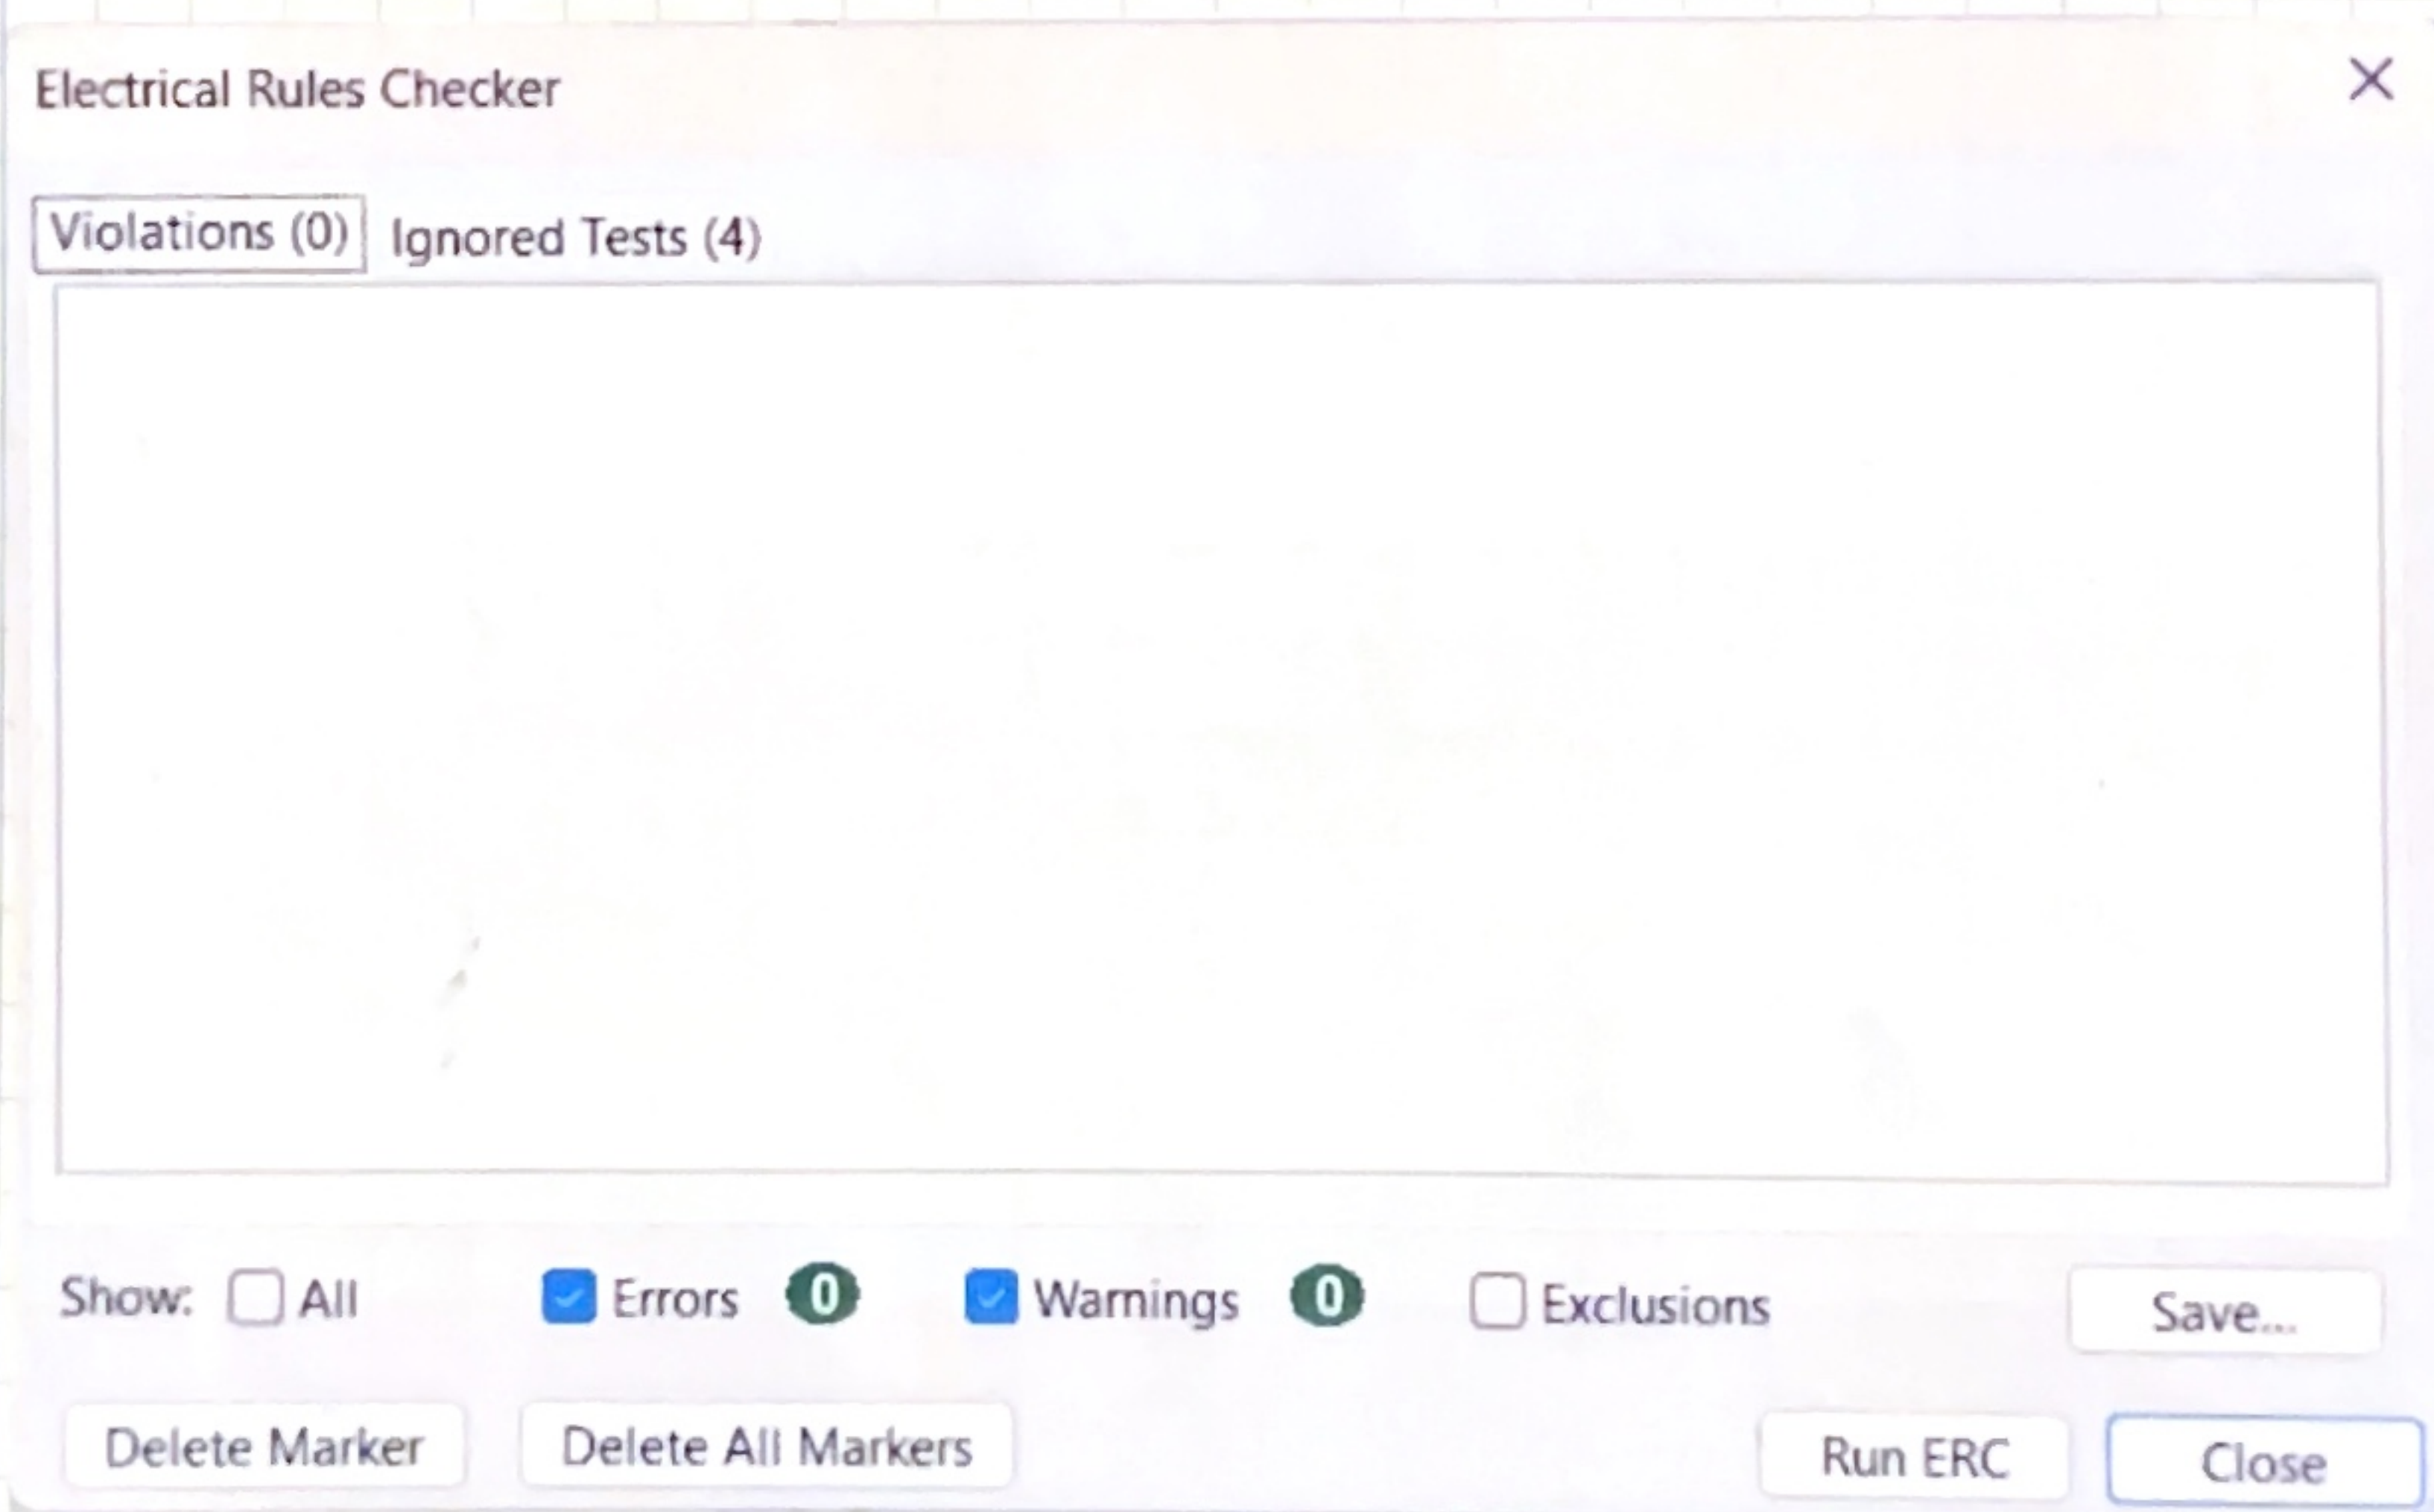 Electrical Rules Checker
Violations (0) Ignored Tests (4)
Show: All Errors 0 Warnings 0 Exclusions Save...
Delete Marker Delete All Markers Run ERC Close